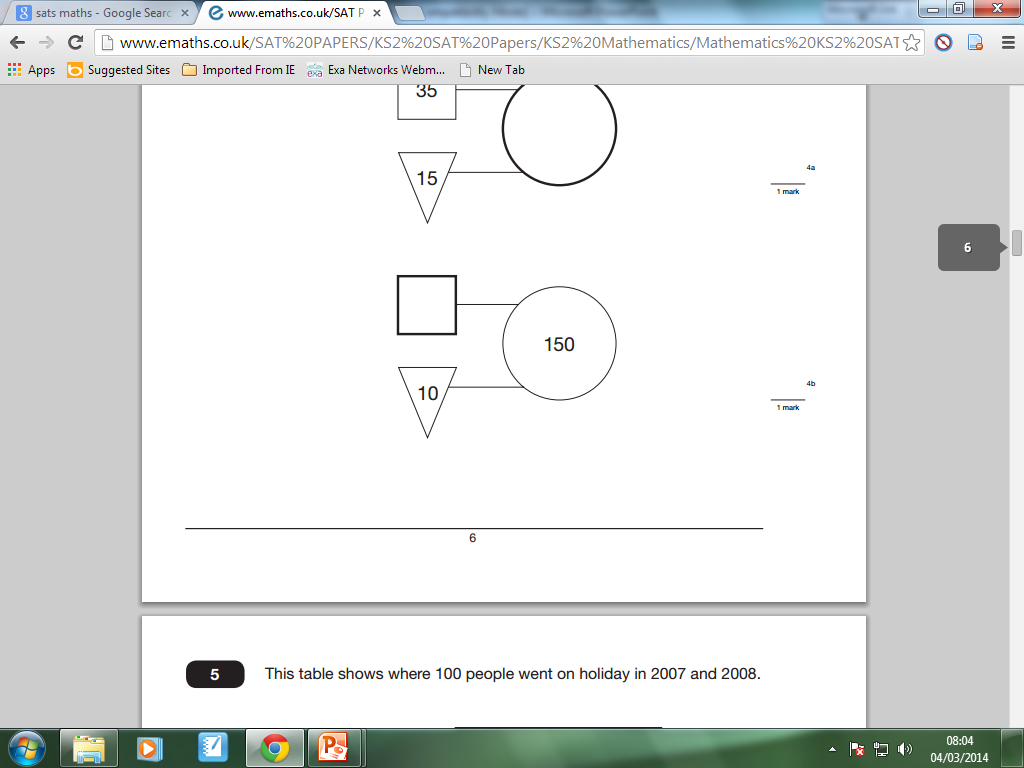 sats maths - Google Searc
www.emaths.co.uk/SAT P
www.emaths.co.uk/SAT%20PAPERS/KS2%20SAT%20Papers/KS2%20Mathematics/Mathematics%20KS2%20SAT
Apps Suggested Sites Imported From IE exa Exa Networks Webm... New Tab
35
15
4a
1 mark
6
150
10
4b
1 mark
6
5 This table shows where 100 people went on holiday in 2007 and 2008.
08:04
04/03/2014